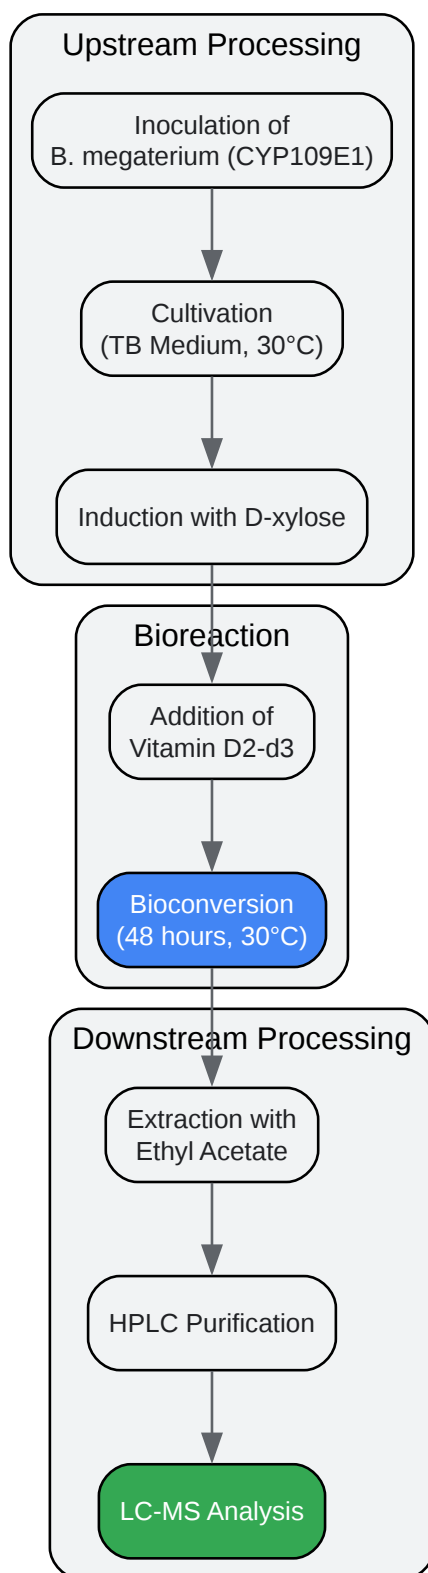 Upstream Processing
Inoculation of
B. megaterium (CYP109E1)
Cultivation
(TB Medium, 30°C)
Induction with D-xylose
Bioreaction
Addition of
Vitamin D2-d3
Bioconversion
(48 hours, 30°C)
Downstream Processing
Extraction with
Ethyl Acetate
HPLC Purification
LC-MS Analysis